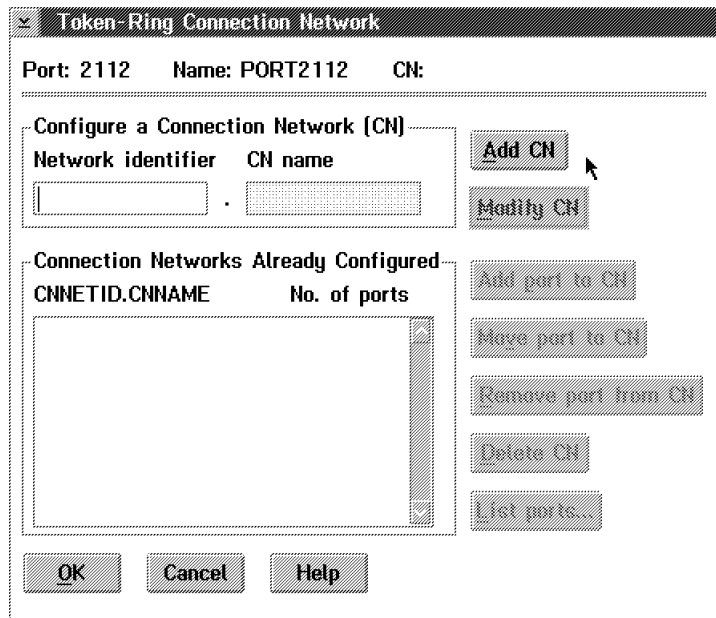 Token-Ring Connection Network
Port: 2112 Name: PORT2112 CN:
Configure a Connection Network (CN)
Network identifier CN name
.
Add CN
Modify CN
Connection Networks Already Configured
CNNETID.CNNAME No. of ports
Add port to CN
Move port to CN
Remove port from CN
Delete CN
List ports...
OK Cancel Help